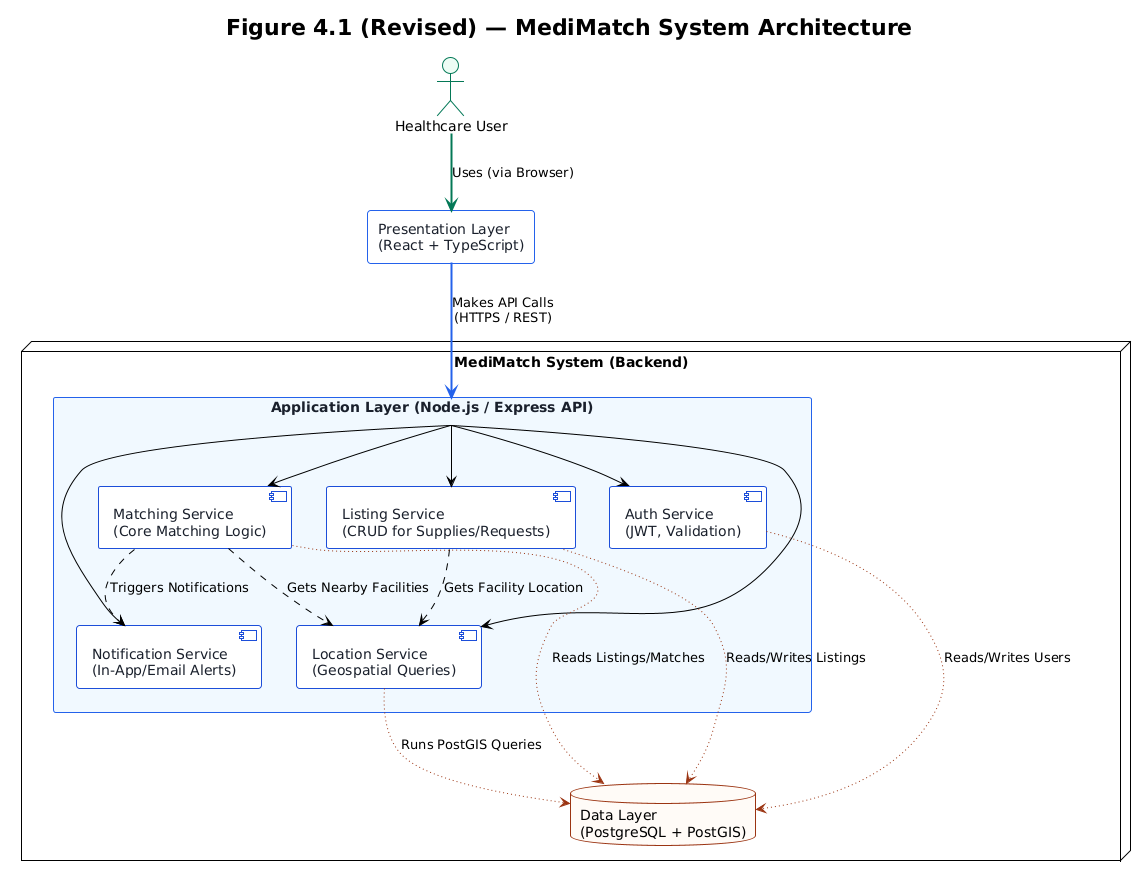 Figure 4.1 (Revised) — MediMatch System Architecture
Healthcare User
Uses (via Browser)
Presentation Layer
(React + TypeScript)
Makes API Calls
(HTTPS / REST)
MediMatch System (Backend)
Application Layer (Node.js / Express API)
Matching Service
(Core Matching Logic)
Listing Service
(CRUD for Supplies/Requests)
Auth Service
(JWT, Validation)
Triggers Notifications
Gets Nearby Facilities
Gets Facility Location
Notification Service
(In-App/Email Alerts)
Location Service
(Geospatial Queries)
Reads Listings/Matches
Reads/Writes Listings
Reads/Writes Users
Runs PostGIS Queries
Data Layer
(PostgreSQL + PostGIS)